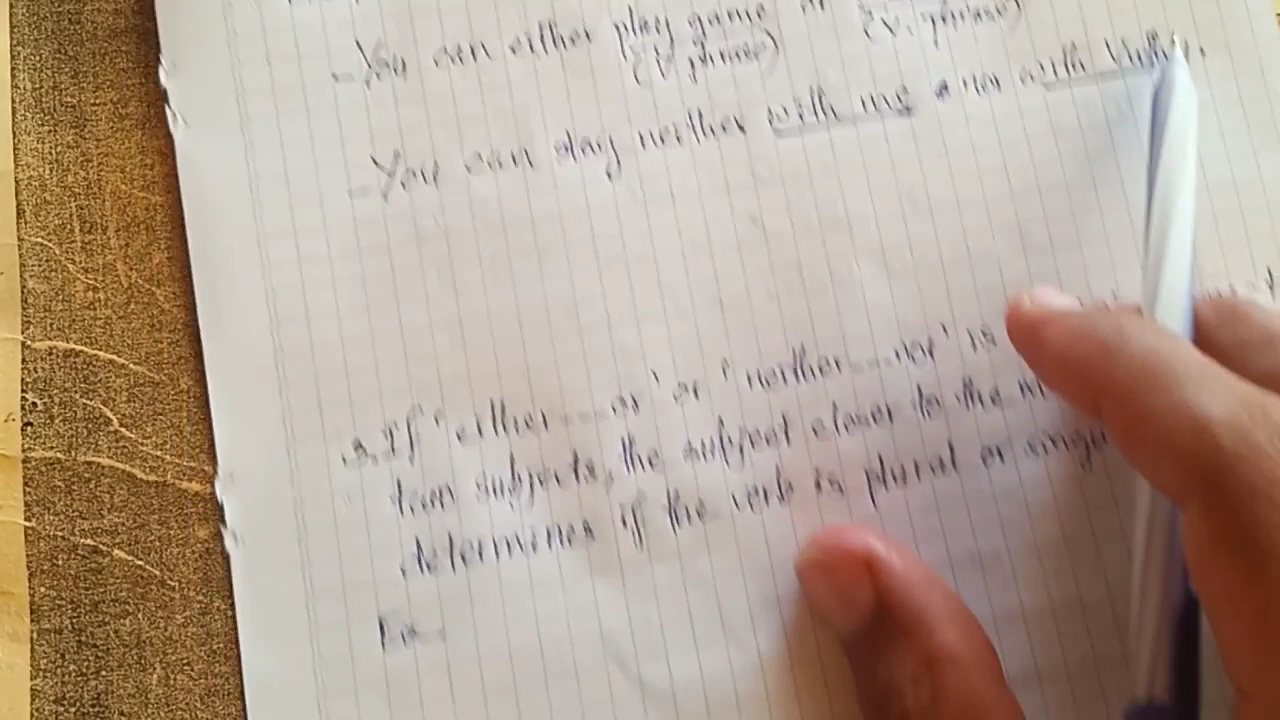 - You can either play game or
(V. phrase) (V. phrase)
- You can stay neither with me nor with
3. If 'either---or' or 'neither---nor' is
two subjects, the subject closer to the
determines if the verb is plural or
Ex: